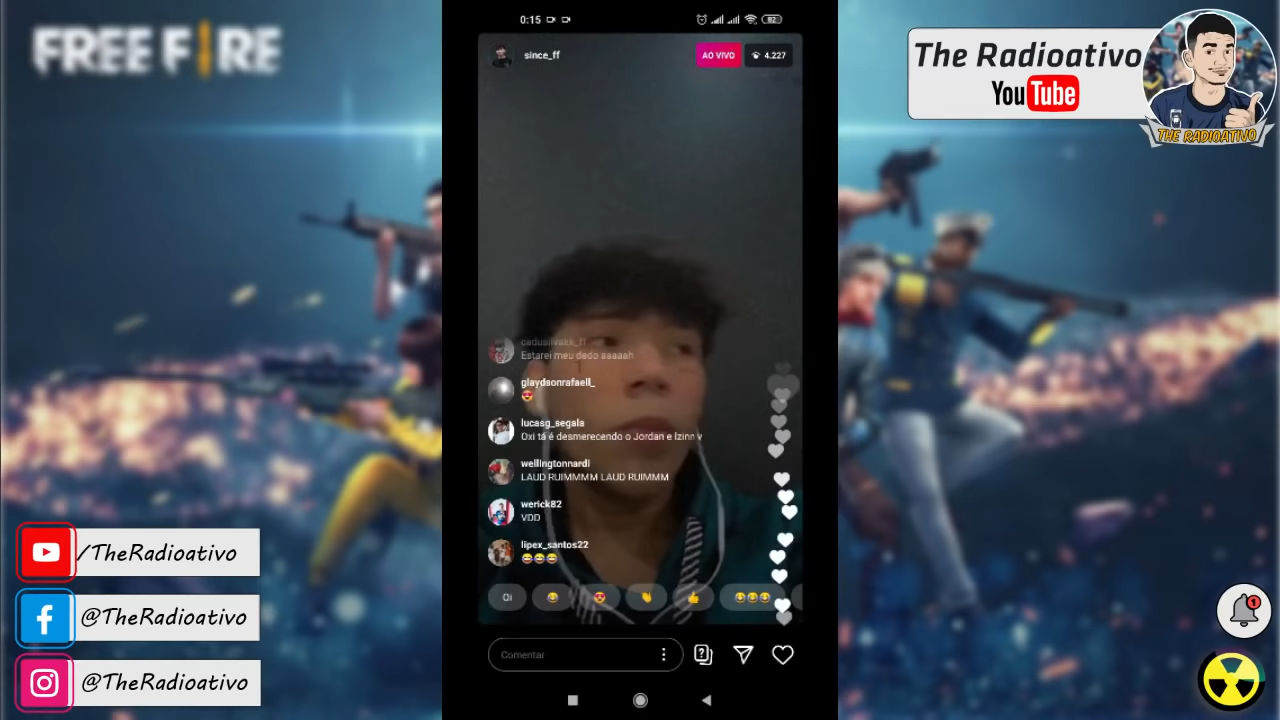 FREE FIRE
The Radioativo
YouTube
THE RADIOATIVO
0:15
82
since_ff
AO VIVO
4.227
cadusilvakk_ff
Estarei meu dedo aaaaah
glaydsonrafaell_
lucasg_segala
Oxi tá é desmerecendo o Jordan e Izinn v
wellingtonnardi
LAUD RUIMMMM LAUD RUIMMM
werick82
VDD
lipex_santos22
Oi
Comentar
/TheRadioativo
@TheRadioativo
@TheRadioativo
1